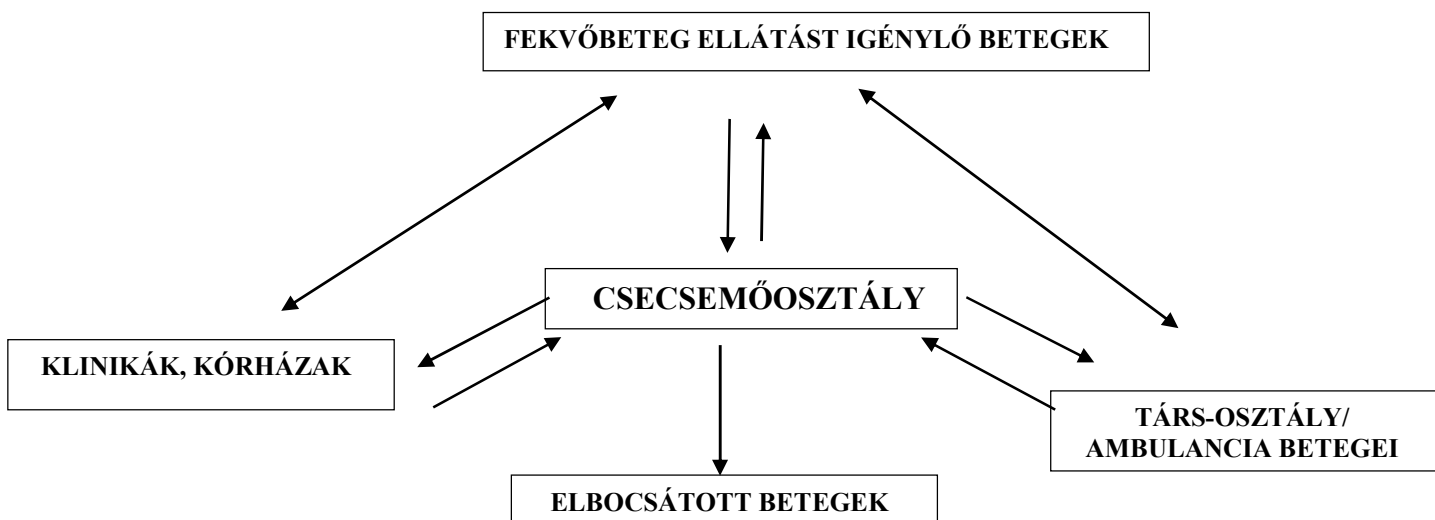 FEKVŐBETEG ELLÁTÁST IGÉNYLŐ BETEGEK
CSECSEMŐOSZTÁLY
KLINIKÁK, KÓRHÁZAK
TÁRS-OSZTÁLY/
AMBULANCIA BETEGEI
ELBOCSÁTOTT BETEGEK